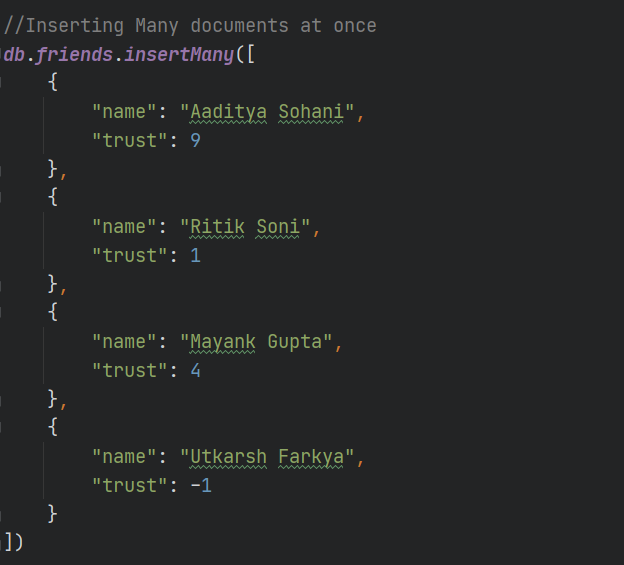 //Inserting Many documents at once
db.friends.insertMany([
    {
        "name": "Aaditya Sohani",
        "trust": 9
    },
    {
        "name": "Ritik Soni",
        "trust": 1
    },
    {
        "name": "Mayank Gupta",
        "trust": 4
    },
    {
        "name": "Utkarsh Farkya",
        "trust": -1
    }
])